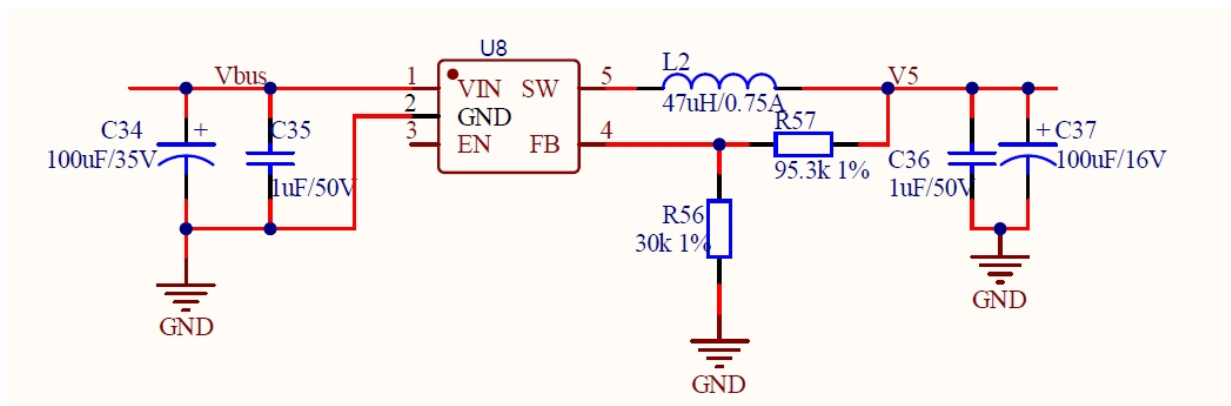 U8
Vbus
1
VIN
SW
5
L2
V5
47uH/0.75A
2
GND
C34
+
100uF/35V
C35
1uF/50V
3
EN
FB
4
R57
95.3k 1%
C36
1uF/50V
+
C37
100uF/16V
R56
30k 1%
GND
GND
GND